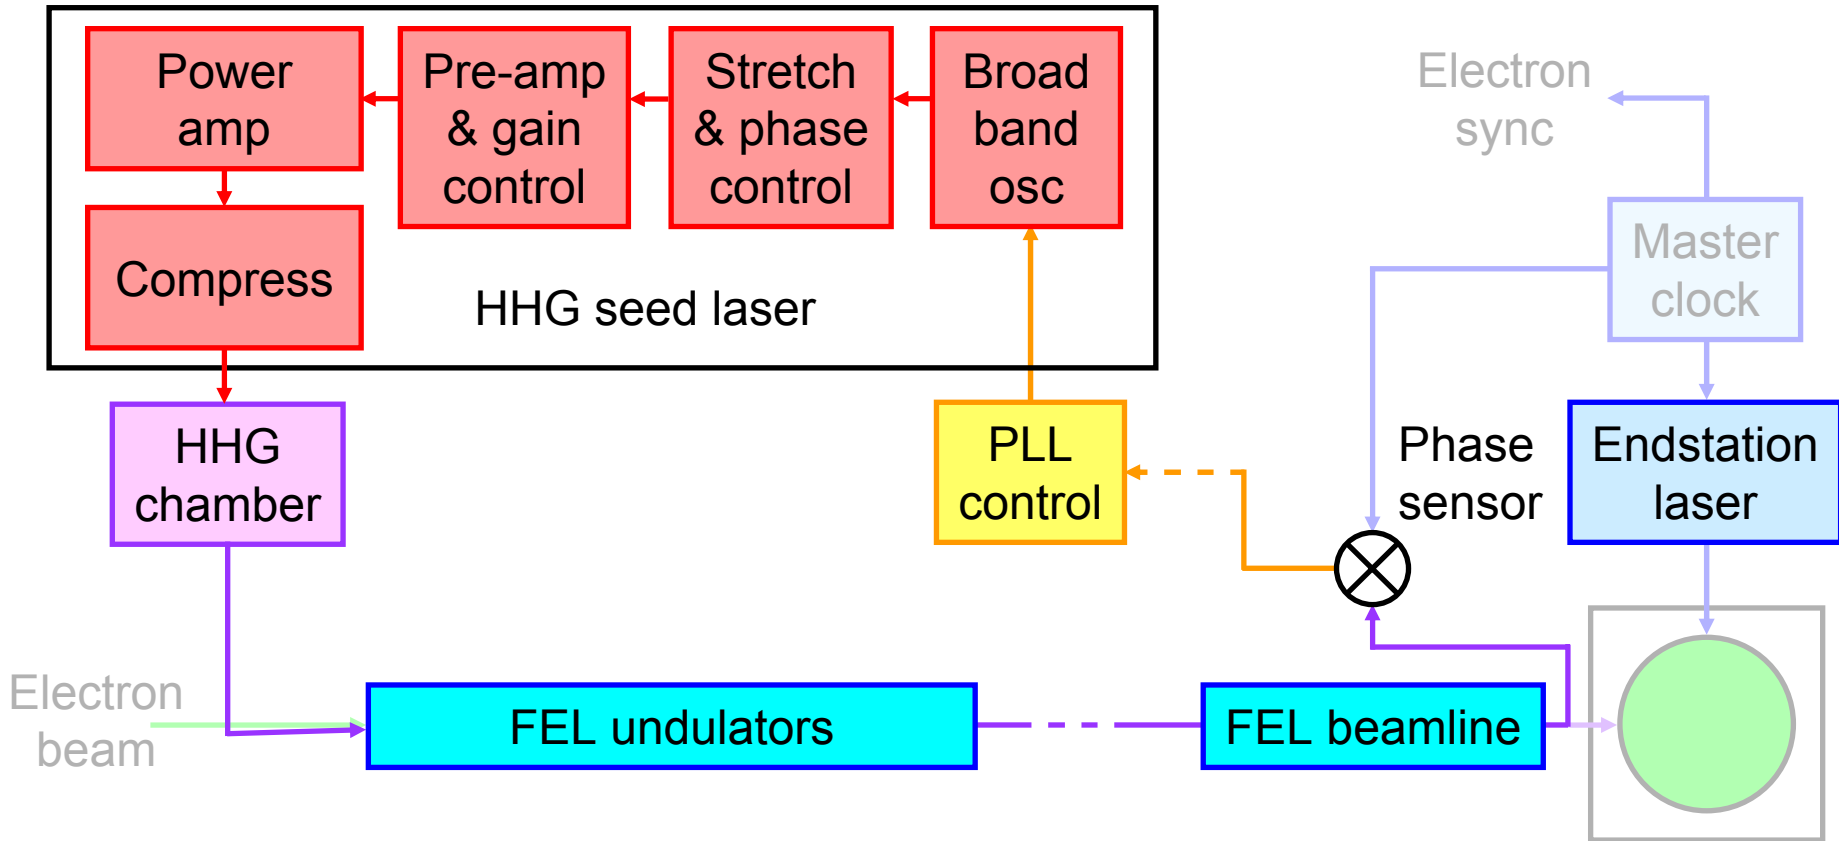 Power
amp
Pre-amp
& gain
control
Stretch
& phase
control
Broad
band
osc
Electron
sync
Master
clock
Compress
HHG seed laser
HHG
chamber
PLL
control
Phase
sensor
Endstation
laser
Electron
beam
FEL undulators
FEL beamline